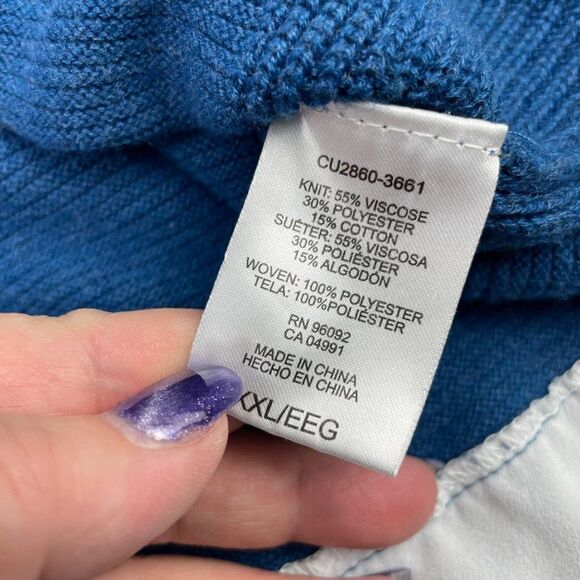 CU2860-3661
KNIT: 55% VISCOSE
30% POLYESTER
15% COTTON
SUÉTER: 55% VISCOSA
30% POLIÉSTER
15% ALGODÓN
WOVEN: 100% POLYESTER
TELA: 100%POLIÉSTER
RN 96092
CA 04991
MADE IN CHINA
HECHO EN CHINA
XXL/EEG